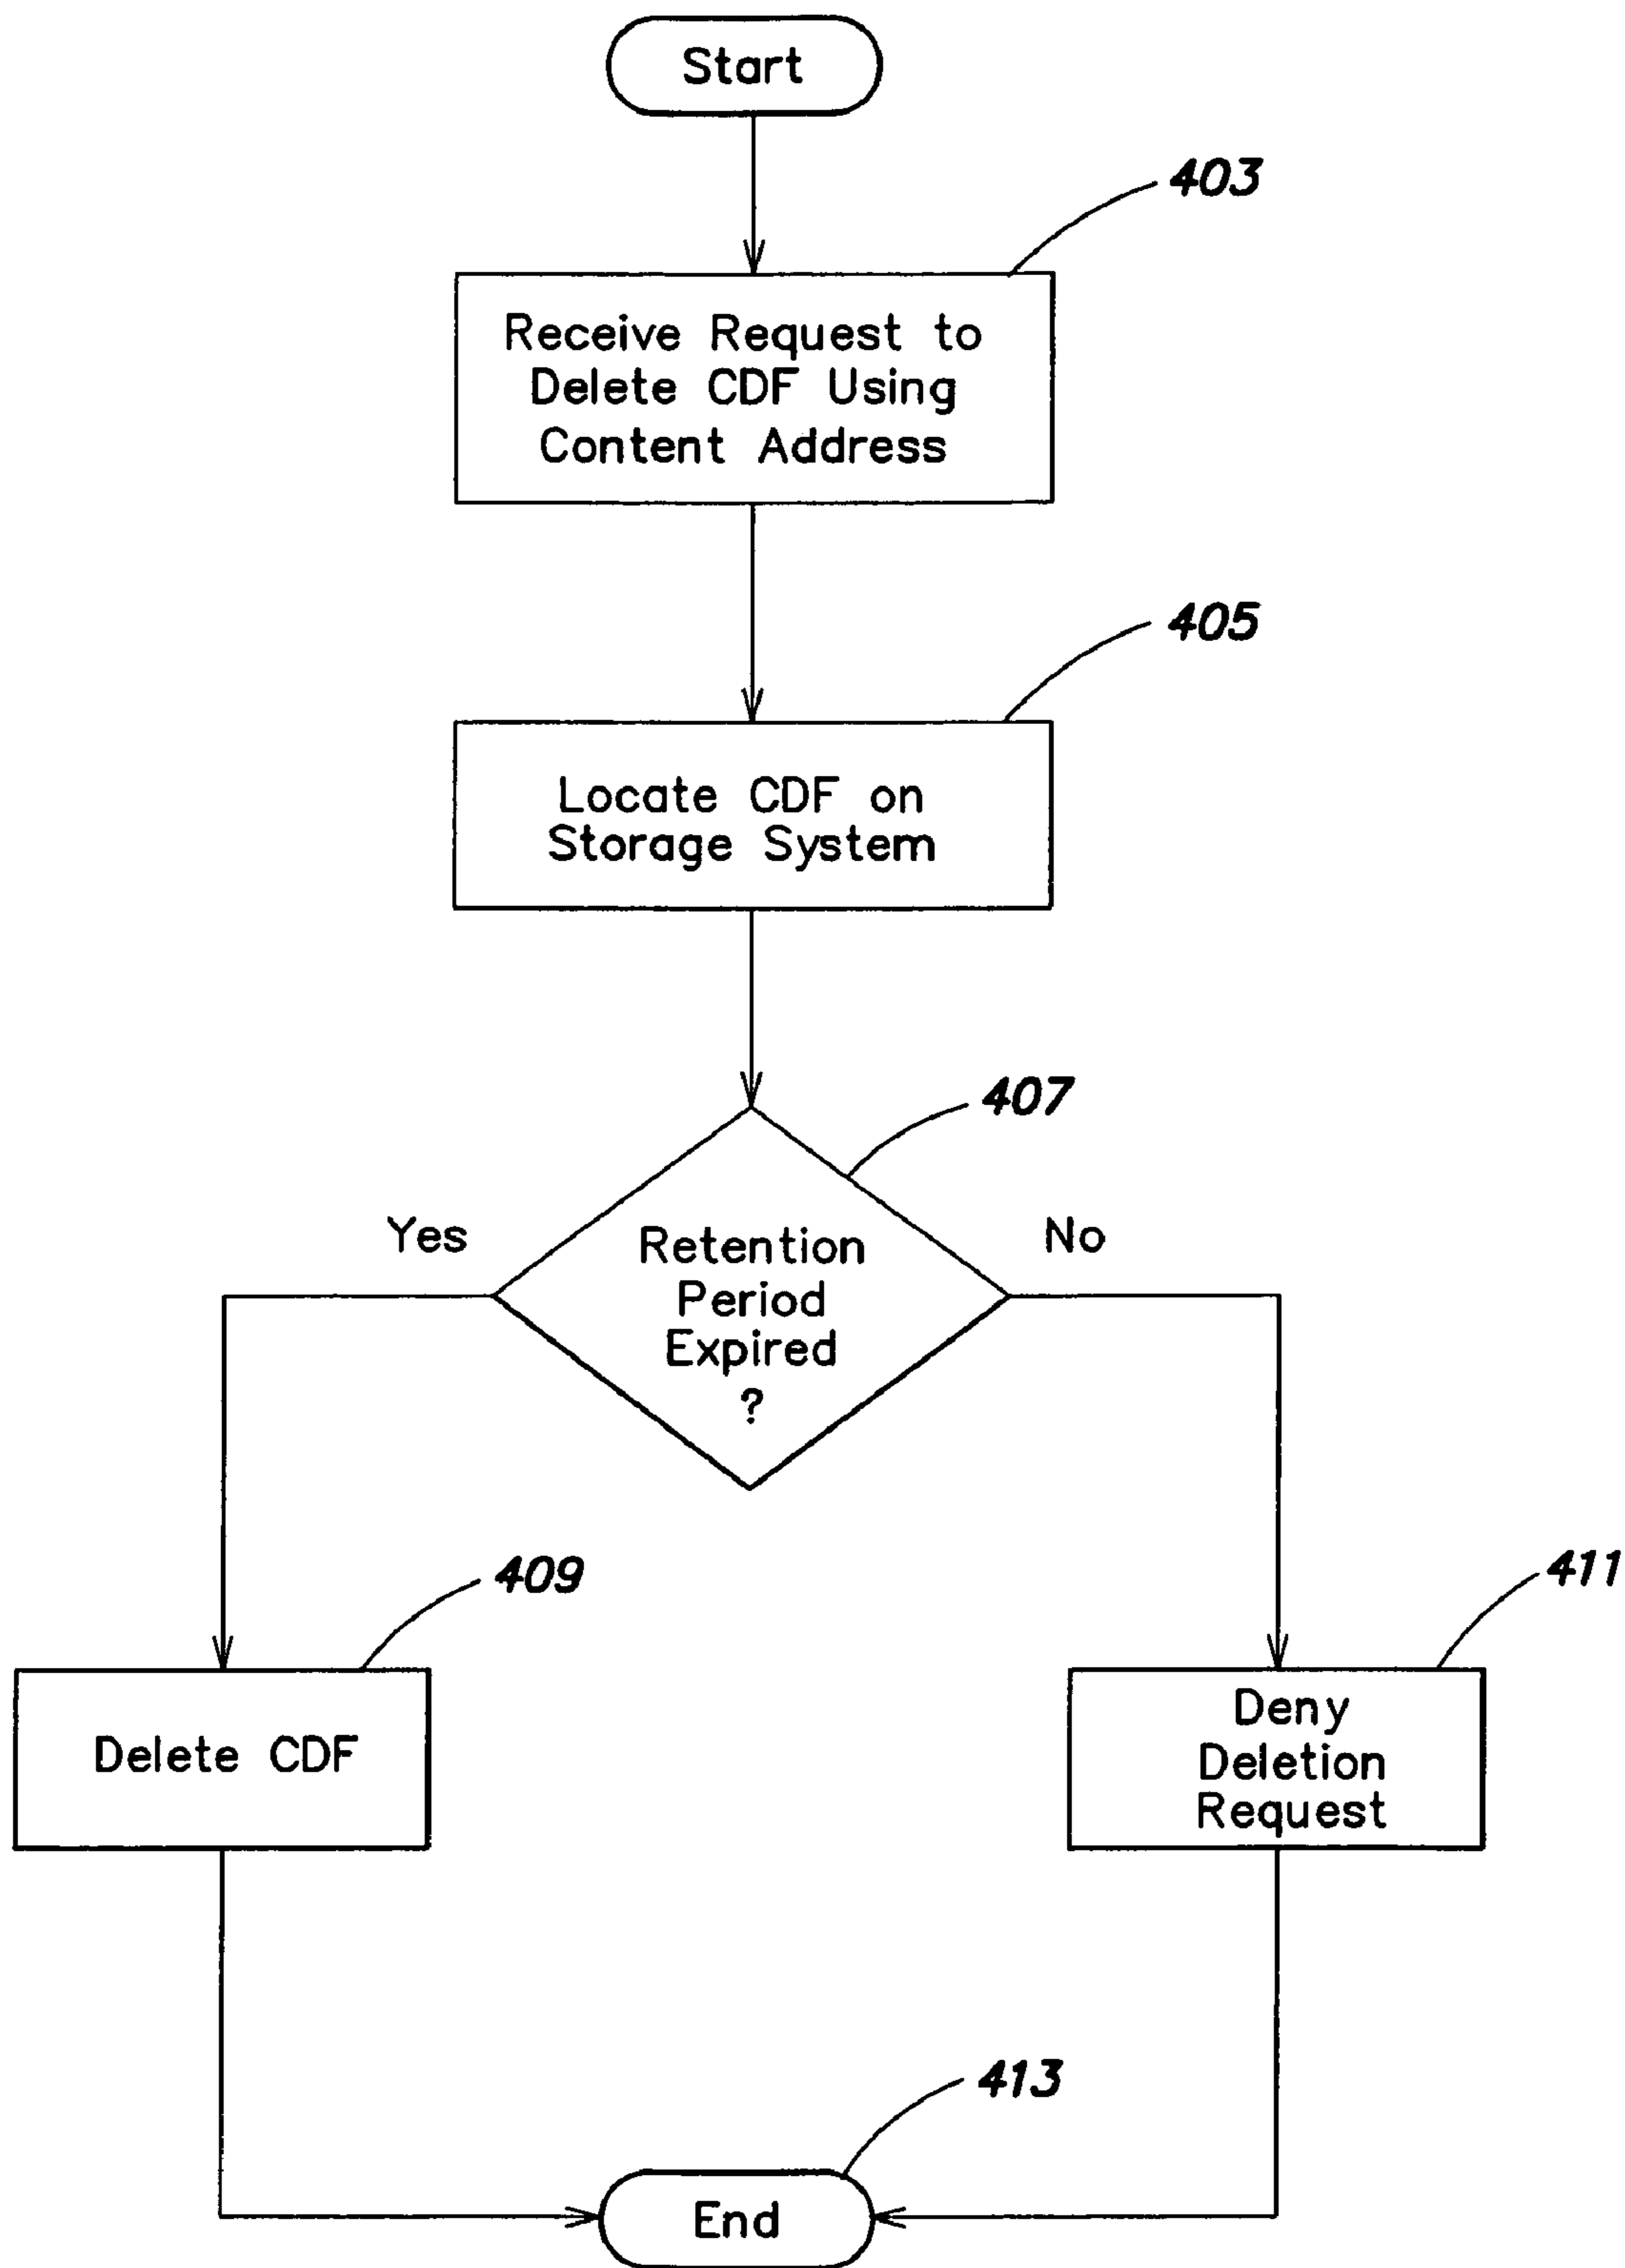 Start
403
Receive Request to
Delete CDF Using
Content Address
405
Locate CDF on
Storage System
407
Yes
No
Retention
Period
Expired
?
409
411
Delete CDF
Deny
Deletion
Request
413
End